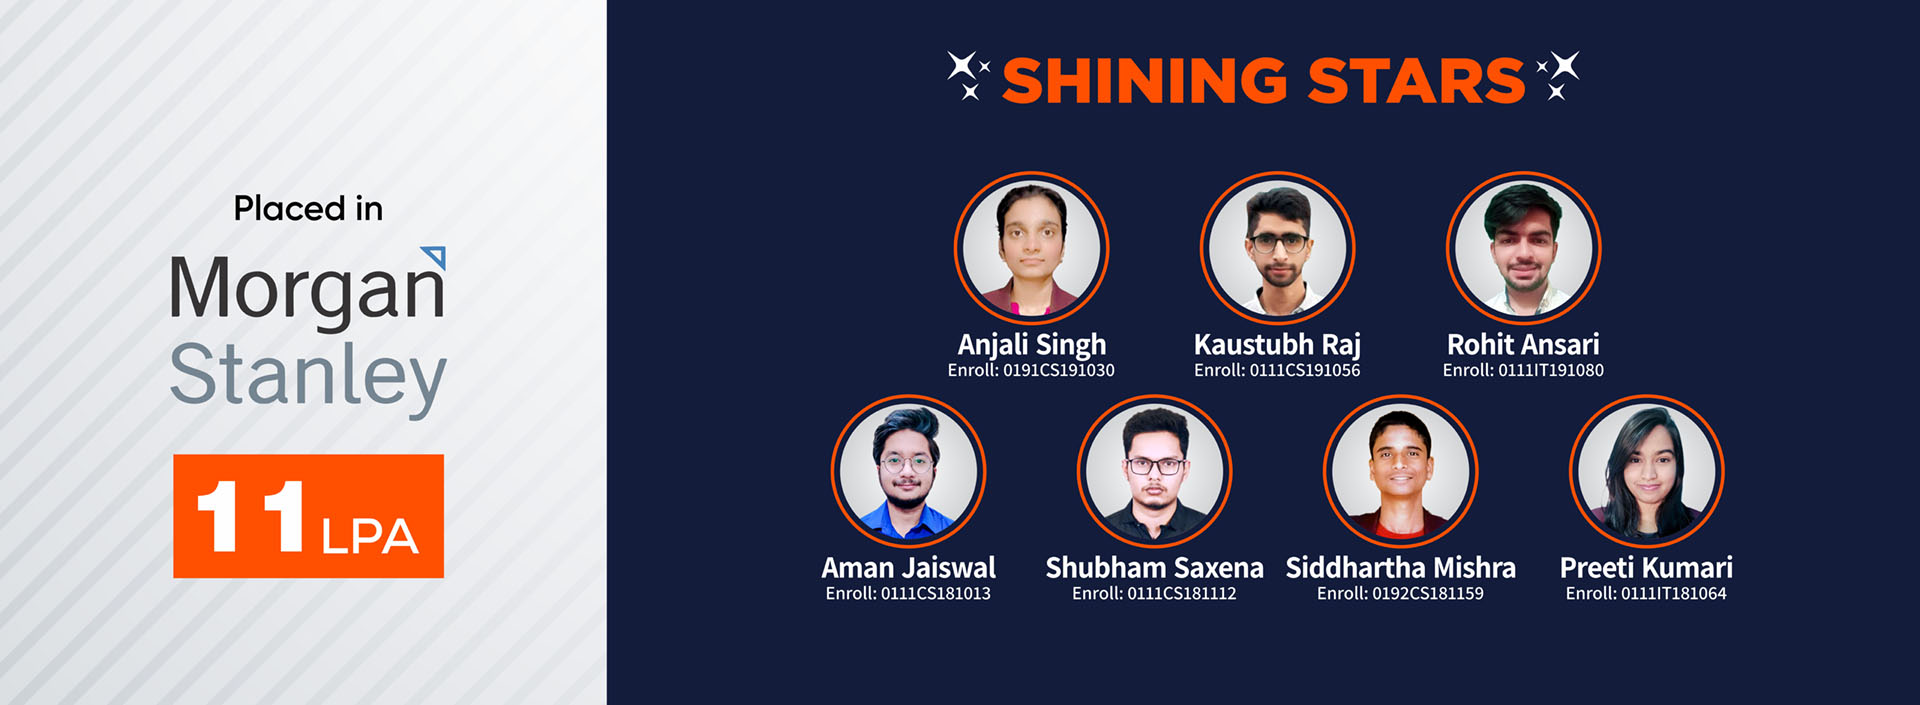 Placed in
Morgan
Stanley
11 LPA
SHINING STARS
Anjali Singh
Enroll: 0191CS191030
Kaustubh Raj
Enroll: 0111CS191056
Rohit Ansari
Enroll: 0111IT191080
Aman Jaiswal
Enroll: 0111CS181013
Shubham Saxena
Enroll: 0111CS181112
Siddhartha Mishra
Enroll: 0192CS181159
Preeti Kumari
Enroll: 0111IT181064